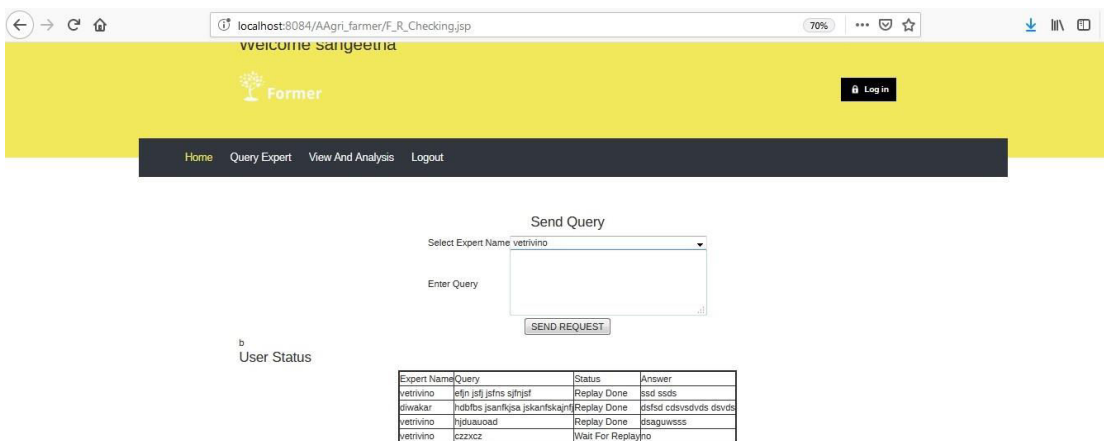 localhost:8084/AAgri_farmer/F_R_Checking.jsp
70%
Welcome sangeetha
Former
Log in
Home Query Expert View And Analysis Logout
Send Query
Select Expert Name vetrivino
Enter Query
SEND REQUEST
b
User Status
Expert Name Query Status Answer
vetrivino efjn jsfj jsfns sjfnjsf Replay Done ssd ssds
diwakar hdbfbs jsanfkjsa jskanfskajnfj Replay Done dsfsd cdsvsdvds dsvds
vetrivino hjduauoad Replay Done dsaguwsss
vetrivino czzxcz Wait For Replay no